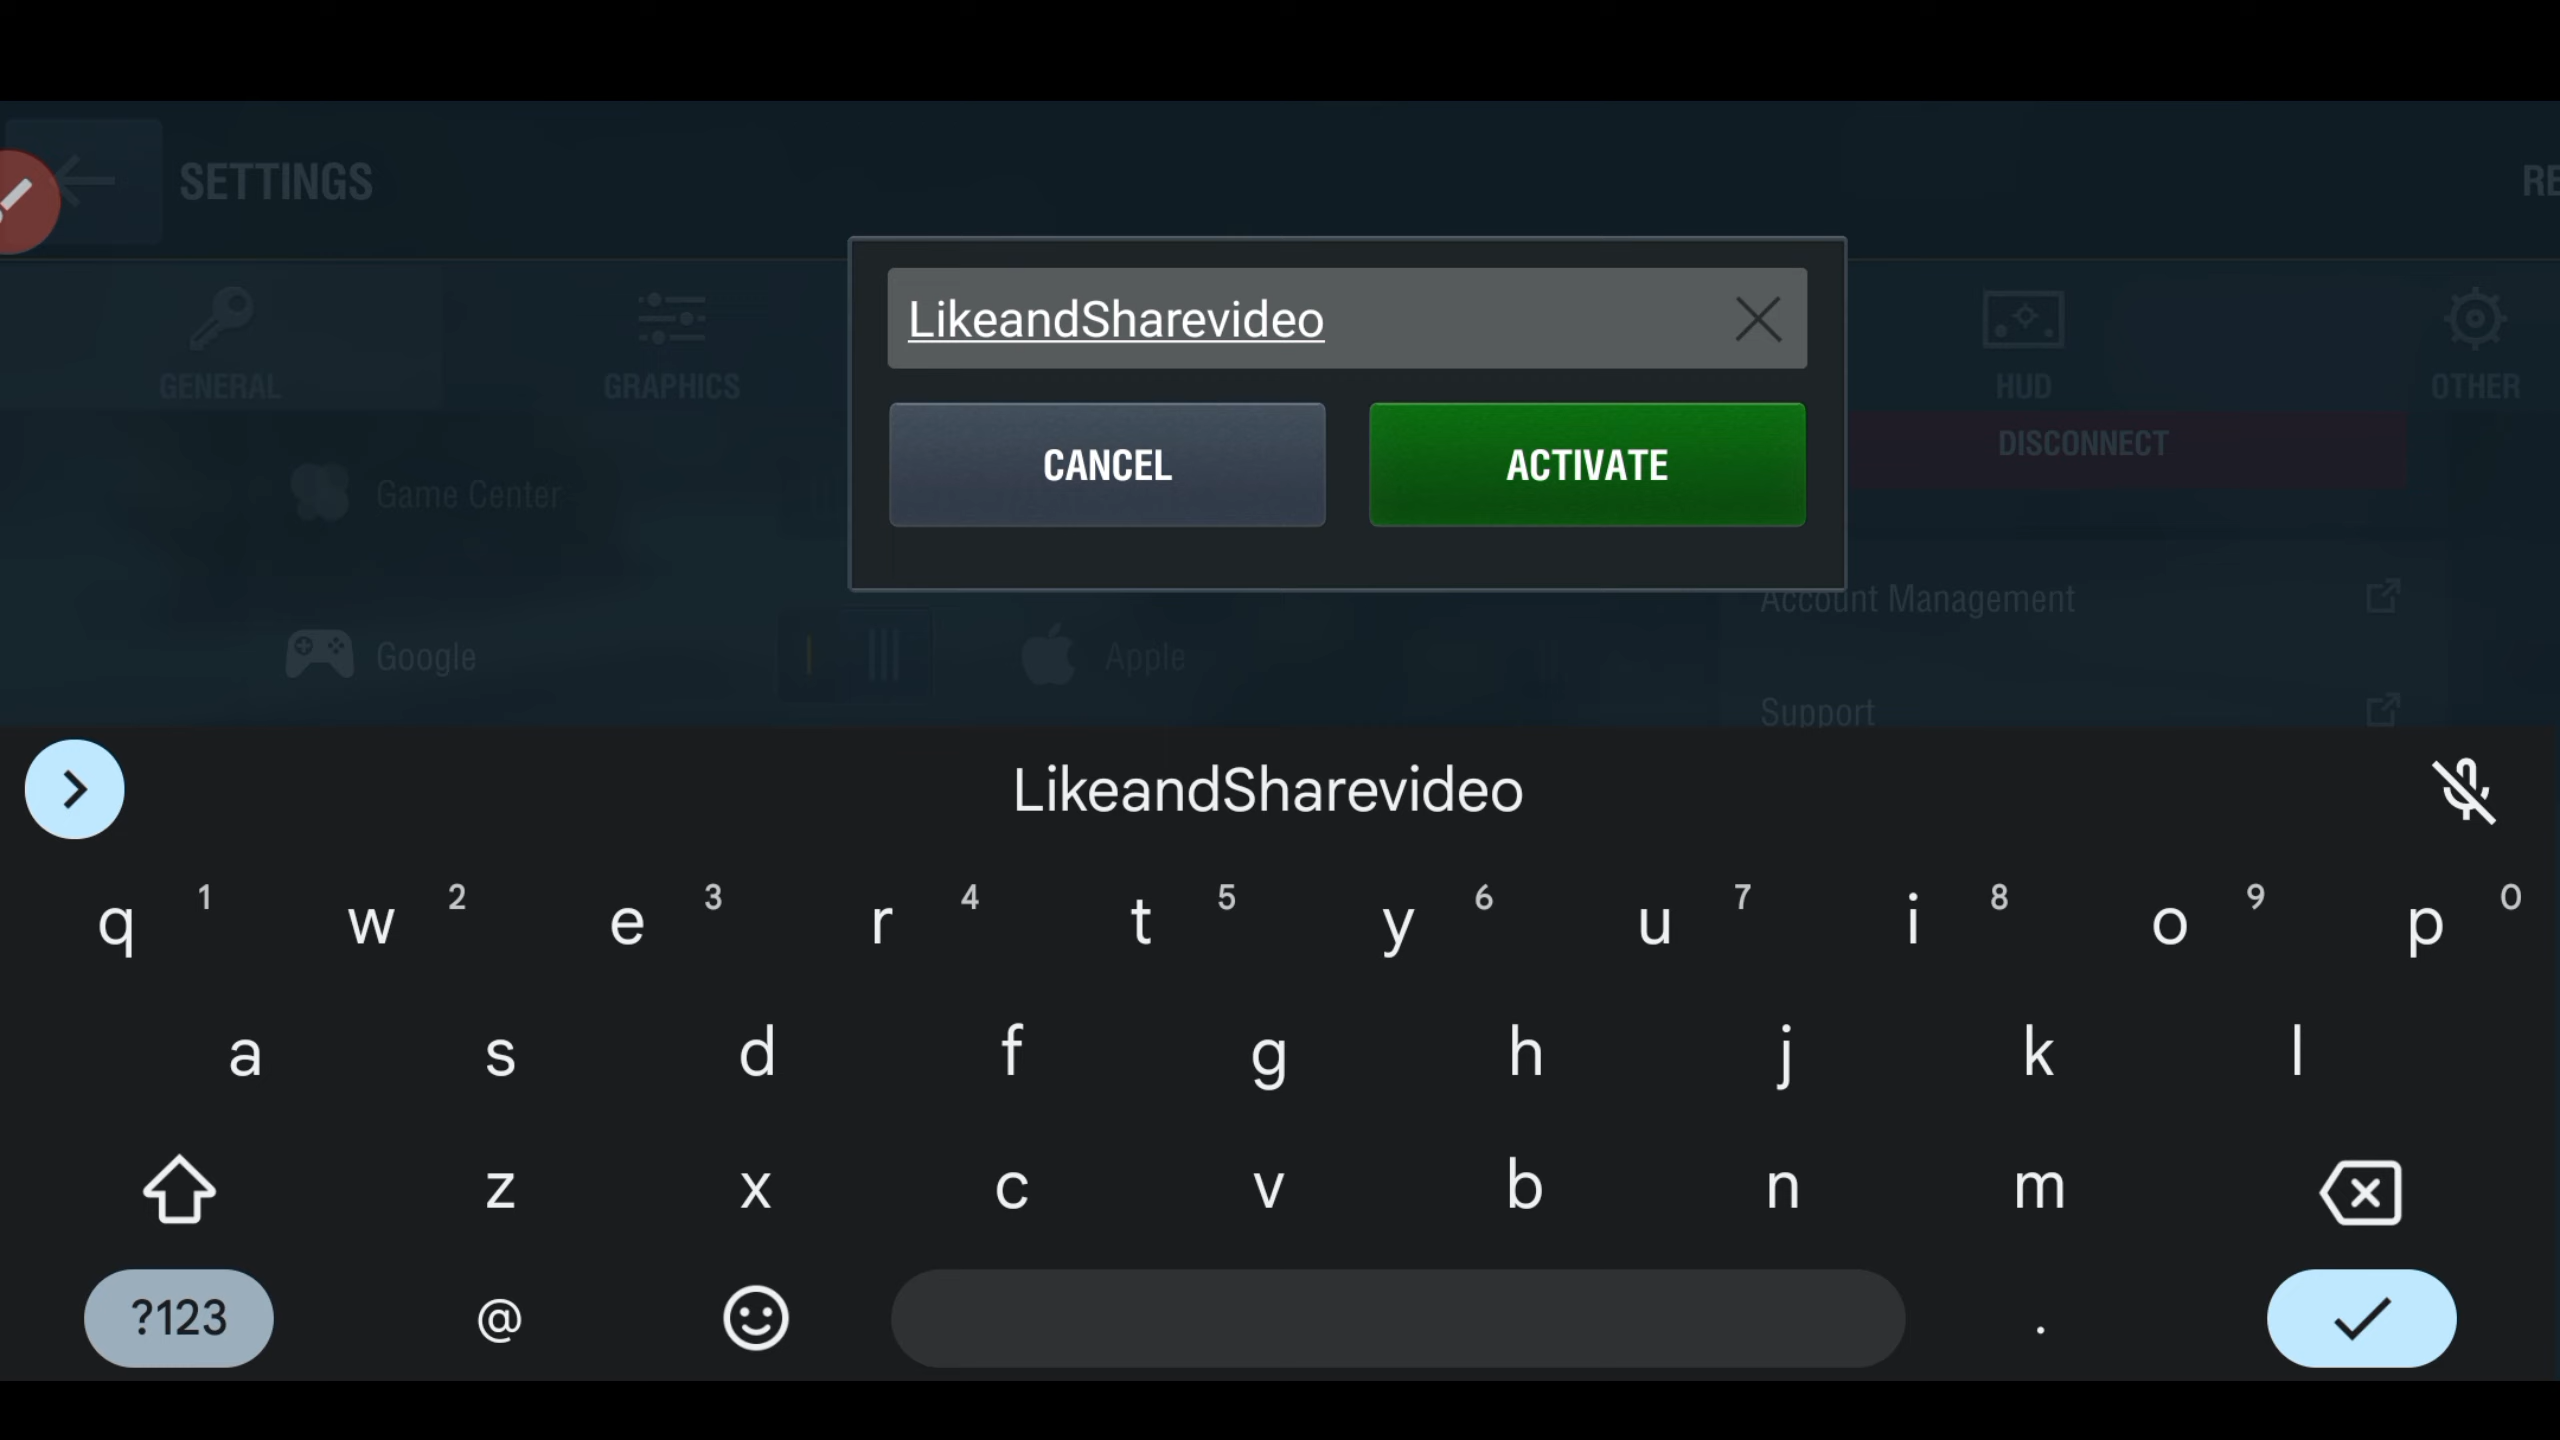 SETTINGS
RE
GENERAL
GRAPHICS
HUD
OTHER
LikeandSharevideo
CANCEL
ACTIVATE
DISCONNECT
Game Center
Account Management
Google
Apple
Support
LikeandSharevideo
q 1 w 2 e 3 r 4 t 5 y 6 u 7 i 8 o 9 p 0
a s d f g h j k l
z x c v b n m
?123 @ .